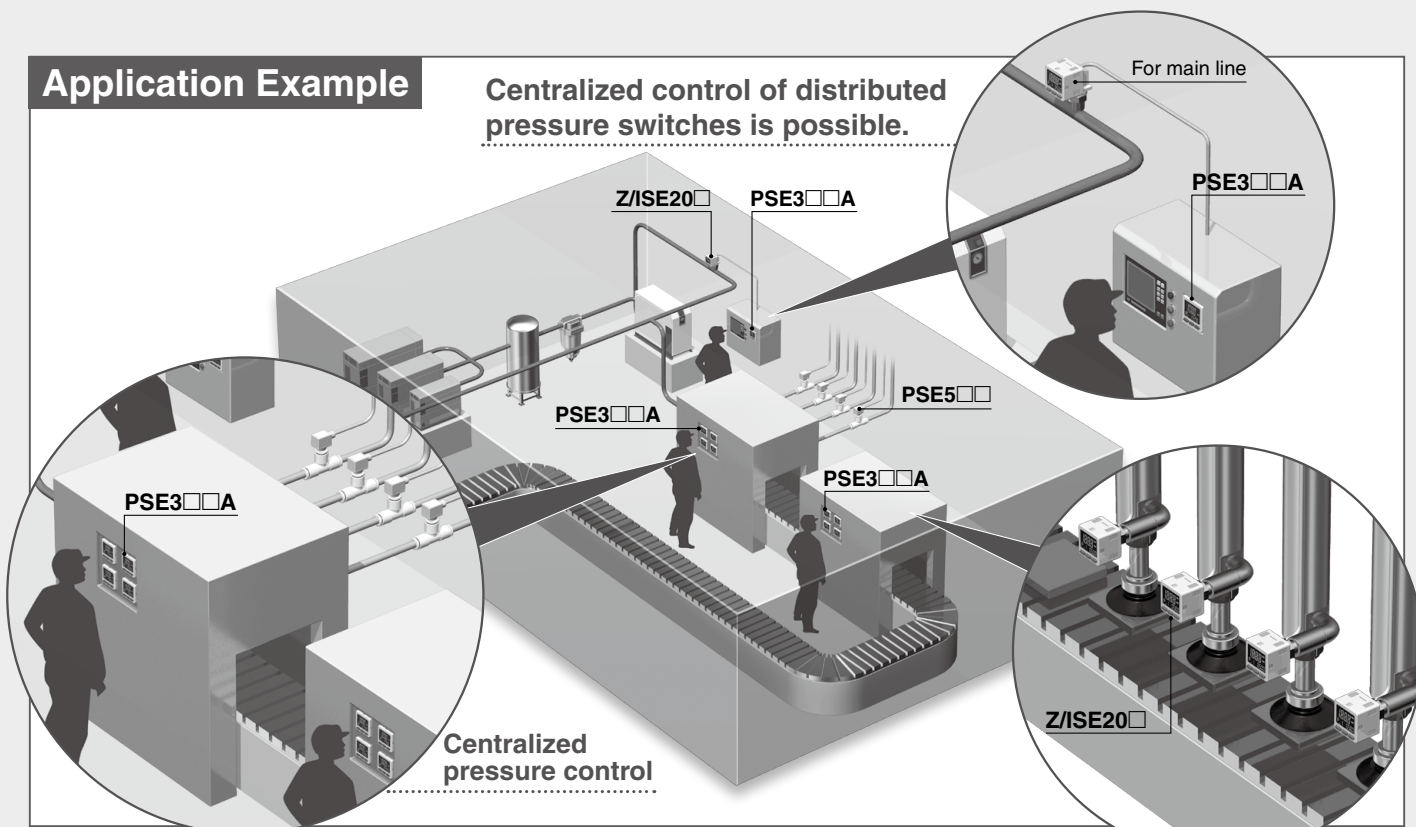 Application Example
Centralized control of distributed
pressure switches is possible.
For main line
PSE3□□A
Z/ISE20□
PSE3□□A
PSE5□□
PSE3□□A
PSE3□□A
PSE3□□A
Z/ISE20□
Centralized
pressure control